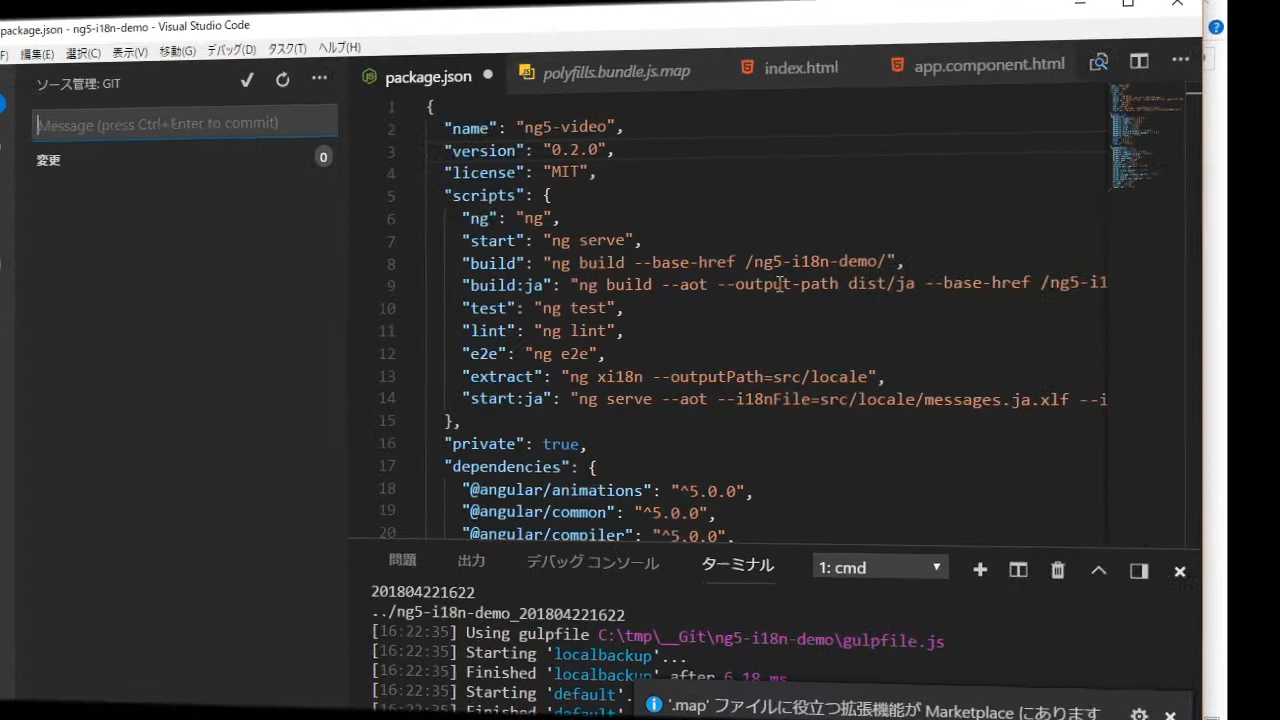 package.json - ng5-i18n-demo - Visual Studio Code
編集(E) 選択(C) 表示(V) 移動(G) デバッグ(D) タスク(T) ヘルプ(H)
ソース管理: GIT
package.json
polyfills.bundle.js.map
index.html
app.component.html
Message (press Ctrl+Enter to commit)
変更 0
1 {
2 "name": "ng5-video",
3 "version": "0.2.0",
4 "license": "MIT",
5 "scripts": {
6 "ng": "ng",
7 "start": "ng serve",
8 "build": "ng build --base-href /ng5-i18n-demo/",
9 "build:ja": "ng build --aot --output-path dist/ja --base-href /ng5-i1
10 "test": "ng test",
11 "lint": "ng lint",
12 "e2e": "ng e2e",
13 "extract": "ng xi18n --outputPath=src/locale",
14 "start:ja": "ng serve --aot --i18nFile=src/locale/messages.ja.xlf --i
15 },
16 "private": true,
17 "dependencies": {
18 "@angular/animations": "^5.0.0",
19 "@angular/common": "^5.0.0",
20 "@angular/compiler": "^5.0.0",
問題 出力 デバッグ コンソール ターミナル 1: cmd
201804221622
../ng5-i18n-demo_201804221622
[16:22:35] Using gulpfile C:\tmp\__Git\ng5-i18n-demo\gulpfile.js
[16:22:35] Starting 'localbackup'...
[16:22:35] Finished 'localbackup' after 6.18 ms
[16:22:35] Starting 'default'.
[16:22:35] Finished 'default'
'.map' ファイルに役立つ拡張機能が Marketplace にあります